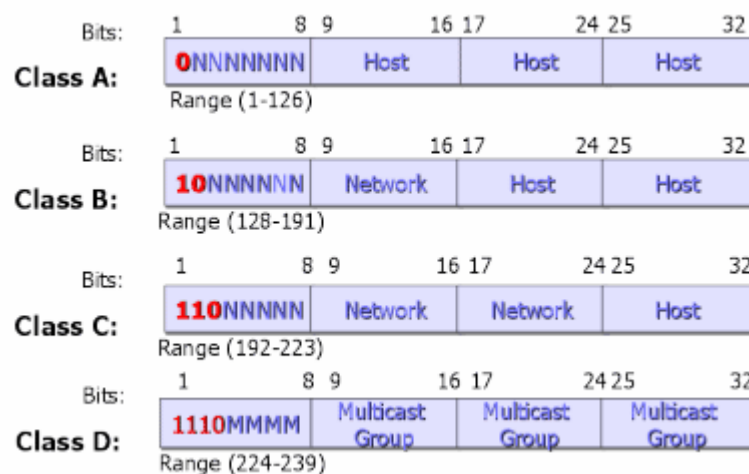 Bits: 1 8 9 16 17 24 25 32
Class A: 0NNNNNNN Host Host Host
Range (1-126)
Bits: 1 8 9 16 17 24 25 32
Class B: 10NNNNNN Network Host Host
Range (128-191)
Bits: 1 8 9 16 17 24 25 32
Class C: 110NNNNN Network Network Host
Range (192-223)
Bits: 1 8 9 16 17 24 25 32
Class D: 1110MMMM Multicast Group Multicast Group Multicast Group
Range (224-239)